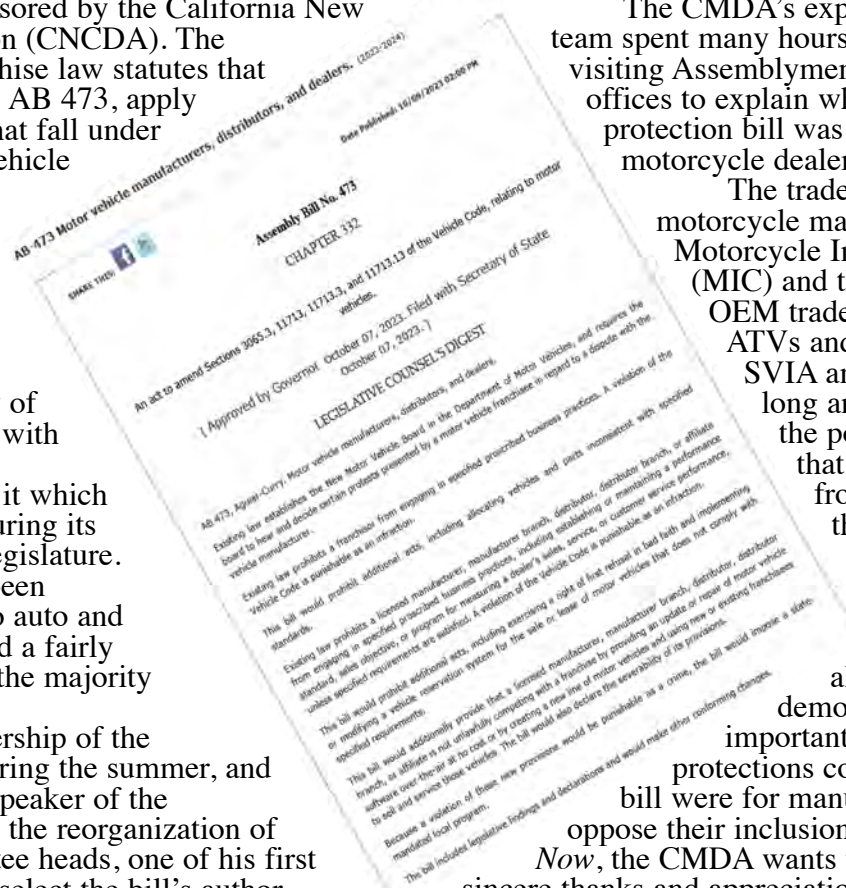 sored by the California New
n (CNCDA). The
hise law statutes that
AB 473, apply
hat fall under
ehicle
of
with
it which
uring its
egislature.
een
o auto and
d a fairly
the majority
ership of the
ring the summer, and
peaker of the
the reorganization of
tee heads, one of his first
select the bill's author
AB-473 Motor vehicle manufacturers, distributors, and dealers. (2023-2024)
Date Published: 10/09/2023 02:00 PM
SHARE THIS:
Assembly Bill No. 473
CHAPTER 332
An act to amend Sections 3065.3, 11713, 11713.3, and 11713.13 of the Vehicle Code, relating to motor
vehicles.
[ Approved by Governor October 07, 2023. Filed with Secretary of State
October 07, 2023. ]
LEGISLATIVE COUNSEL'S DIGEST
AB 473, Aguiar-Curry. Motor vehicle manufacturers, distributors, and dealers.
Existing law establishes the New Motor Vehicle Board in the Department of Motor Vehicles, and requires the
board to hear and decide certain protests presented by a motor vehicle franchisee in regard to a dispute with the
vehicle manufacturer.
Existing law prohibits a franchisor from engaging in specified proscribed business practices. A violation of the
Vehicle Code is punishable as an infraction.
This bill would prohibit additional acts, including allocating vehicles and parts inconsistent with specified
standards.
Existing law prohibits a licensed manufacturer, manufacturer branch, distributor, distributor branch, or affiliate
from engaging in specified proscribed business practices, including establishing or maintaining a performance
standard, sales objective, or program for measuring a dealer's sales, service, or customer service performance,
unless specified requirements are satisfied. A violation of the Vehicle Code is punishable as an infraction.
This bill would prohibit additional acts, including exercising a right of first refusal in bad faith and implementing
or modifying a vehicle reservation system for the sale or lease of motor vehicles that does not comply with
specified requirements.
This bill would additionally provide that a licensed manufacturer, manufacturer branch, distributor, distributor
branch, or affiliate is not unlawfully competing with a franchisee by providing an update or repair of motor vehicle
software over-the-air at no cost or by creating a new line of motor vehicles and using new or existing franchisees
to sell and service those vehicles. The bill would also declare the severability of its provisions.
Because a violation of these new provisions would be punishable as a crime, the bill would impose a state-
mandated local program.
The bill includes legislative findings and declarations and would make other conforming changes.
The CMDA's exp
team spent many hours
visiting Assemblymen
offices to explain wh
protection bill was
motorcycle dealer
The trade
motorcycle ma
Motorcycle In
(MIC) and t
OEM trade
ATVs and
SVIA an
long an
the po
that
fro
th
al
demo
important
protections co
bill were for manu
oppose their inclusion
Now, the CMDA wants
sincere thanks and appreciatio